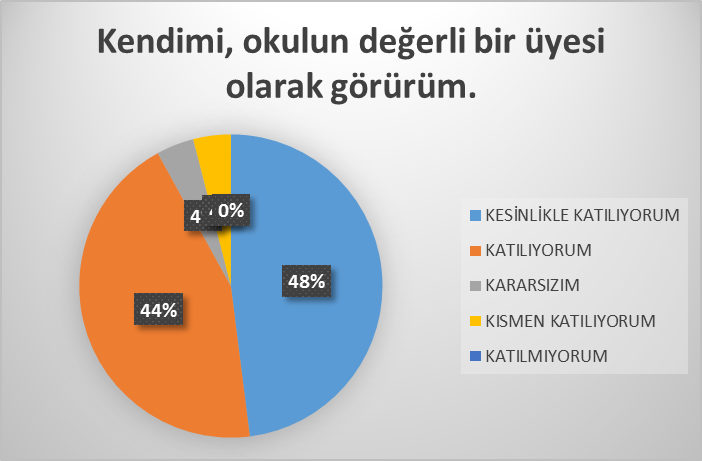 Kendimi, okulun değerli bir üyesi
olarak görürüm.
4
0%
48%
44%
KESİNLİKLE KATILIYORUM
KATILIYORUM
KARARSIZIM
KISMEN KATILIYORUM
KATILMIYORUM